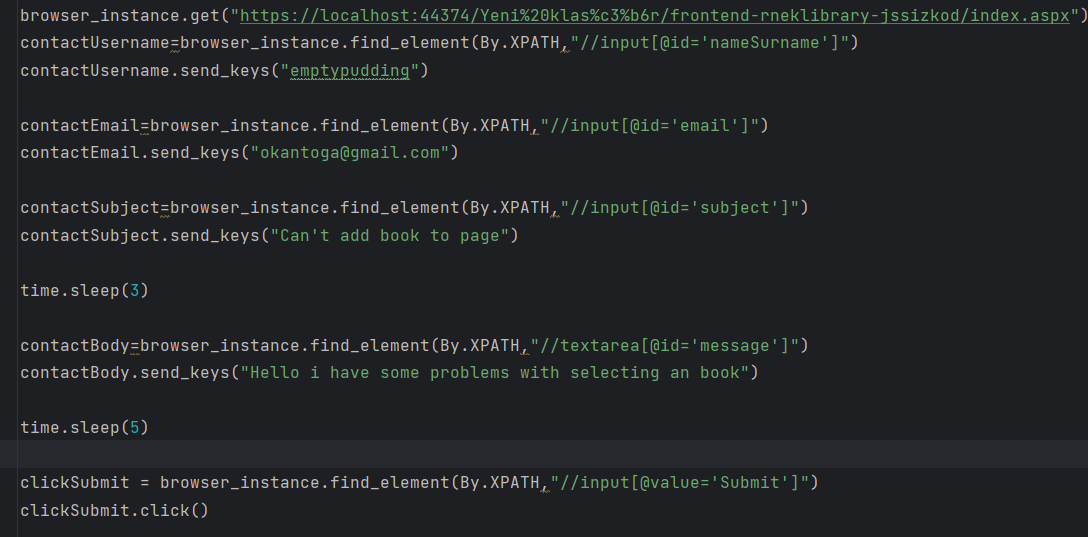 browser_instance.get("https://localhost:44374/Yeni%20klas%c3%b6r/frontend-rneklibrary-jssizkod/index.aspx")
contactUsername=browser_instance.find_element(By.XPATH,"//input[@id='nameSurname']")
contactUsername.send_keys("emptypudding")
contactEmail=browser_instance.find_element(By.XPATH,"//input[@id='email']")
contactEmail.send_keys("okantoga@gmail.com")
contactSubject=browser_instance.find_element(By.XPATH,"//input[@id='subject']")
contactSubject.send_keys("Can't add book to page")
time.sleep(3)
contactBody=browser_instance.find_element(By.XPATH,"//textarea[@id='message']")
contactBody.send_keys("Hello i have some problems with selecting an book")
time.sleep(5)
clickSubmit = browser_instance.find_element(By.XPATH,"//input[@value='Submit']")
clickSubmit.click()